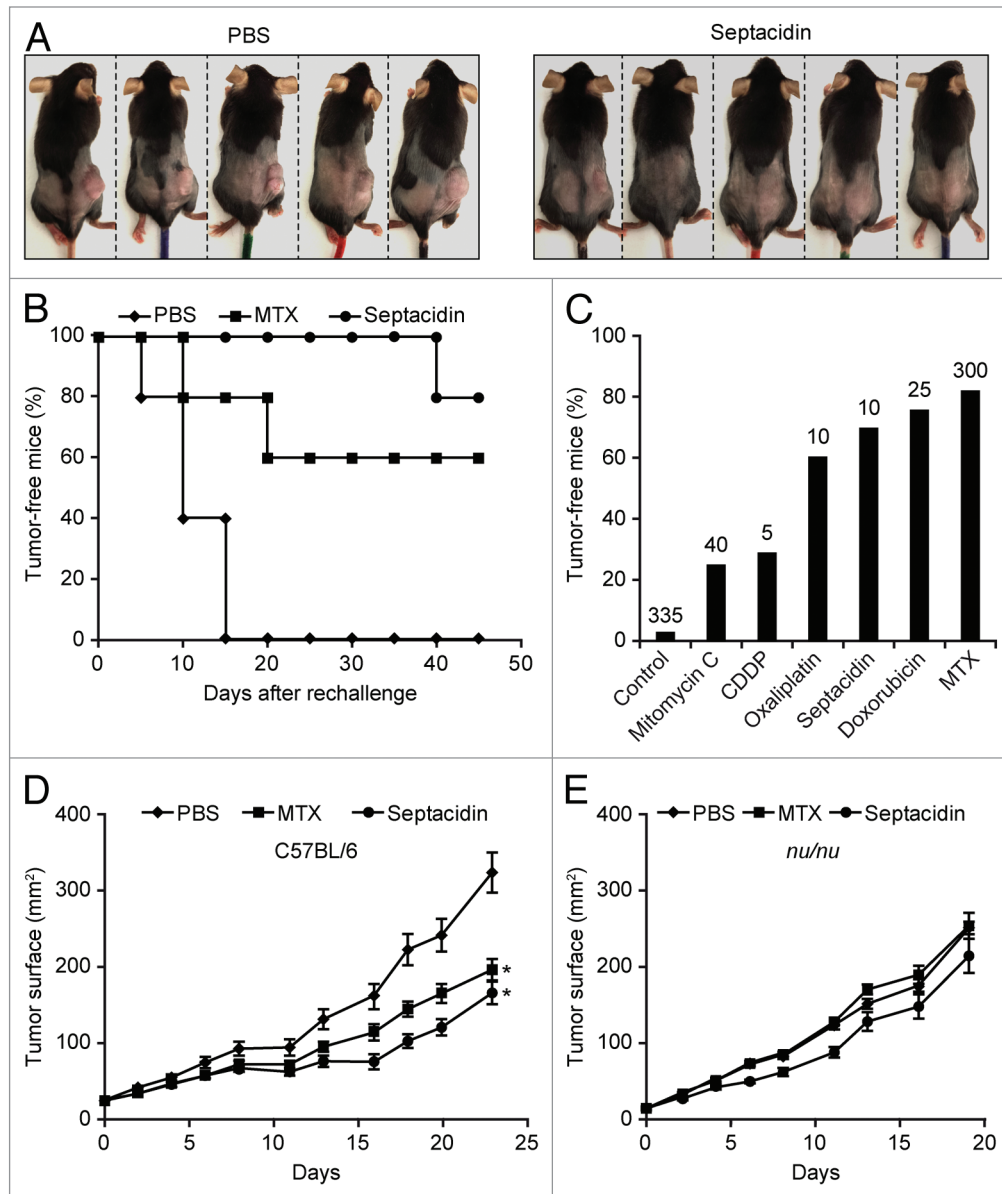 A
PBS
Septacidin
B
PBS MTX Septacidin
Tumor-free mice (%)
100
80
60
40
20
0
0 10 20 30 40 50
Days after rechallenge
C
Tumor-free mice (%)
100
80
60
40
20
0
335
40
5
10
10
25
300
Control
Mitomycin C
CDDP
Oxaliplatin
Septacidin
Doxorubicin
MTX
D
PBS MTX Septacidin
C57BL/6
Tumor surface (mm²)
400
300
200
100
0
*
*
0 5 10 15 20 25
Days
E
PBS MTX Septacidin
nu/nu
Tumor surface (mm²)
400
300
200
100
0
0 5 10 15 20
Days